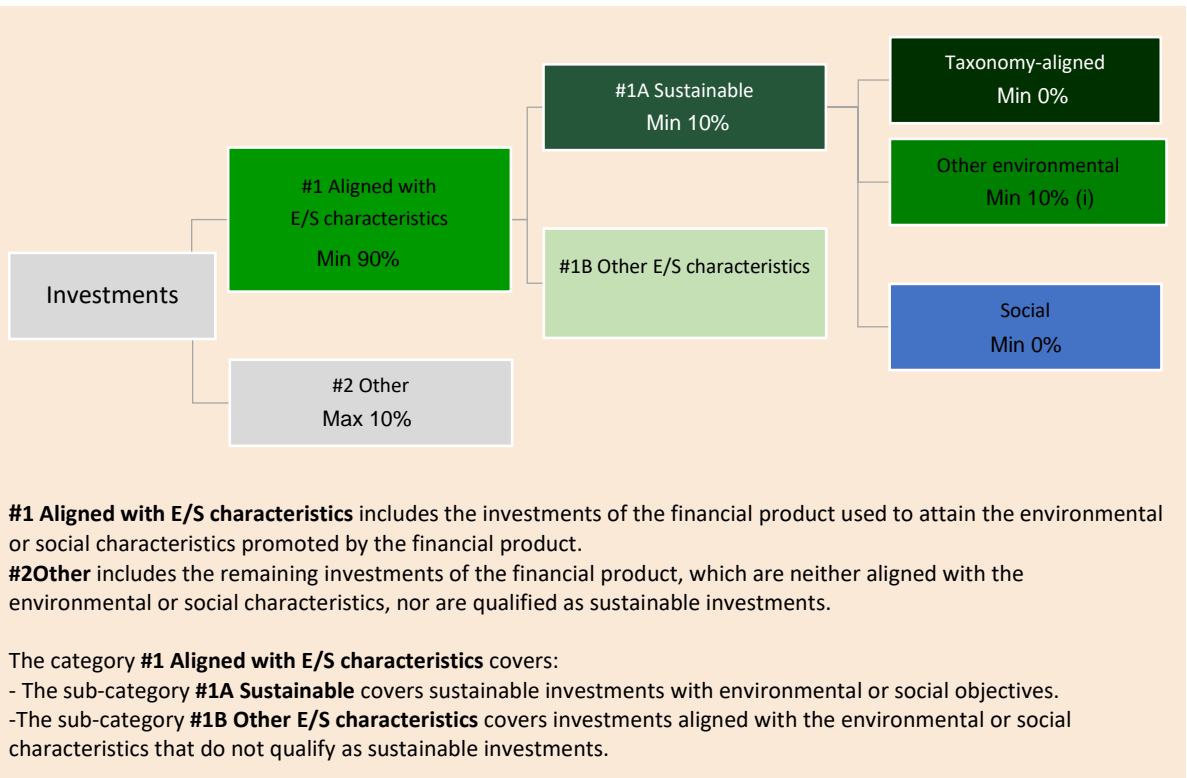 Investments
#1 Aligned with
E/S characteristics
Min 90%
#2 Other
Max 10%
#1A Sustainable
Min 10%
#1B Other E/S characteristics
Taxonomy-aligned
Min 0%
Other environmental
Min 10% (i)
Social
Min 0%
#1 Aligned with E/S characteristics includes the investments of the financial product used to attain the environmental
or social characteristics promoted by the financial product.
#2Other includes the remaining investments of the financial product, which are neither aligned with the
environmental or social characteristics, nor are qualified as sustainable investments.
The category #1 Aligned with E/S characteristics covers:
- The sub-category #1A Sustainable covers sustainable investments with environmental or social objectives.
-The sub-category #1B Other E/S characteristics covers investments aligned with the environmental or social
characteristics that do not qualify as sustainable investments.